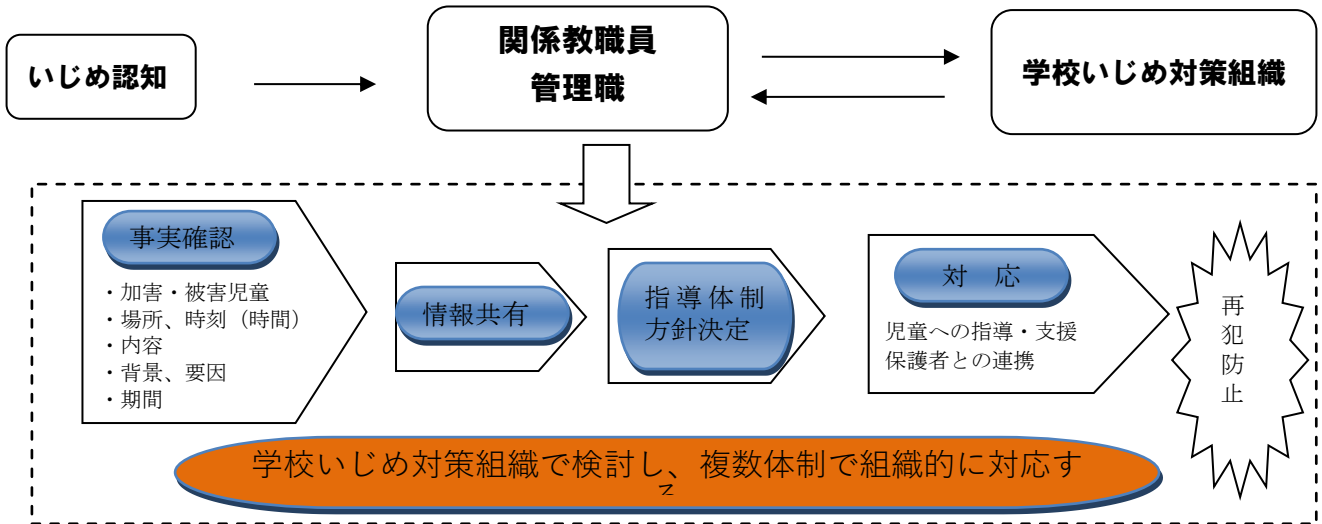 いじめ認知
関係教職員
管理職
学校いじめ対策組織
事実確認
・加害・被害児童
・場所、時刻（時間）
・内容
・背景、要因
・期間
情報共有
指導体制
方針決定
対　応
児童への指導・支援
保護者との連携
再犯防止
学校いじめ対策組織で検討し、複数体制で組織的に対応す
る